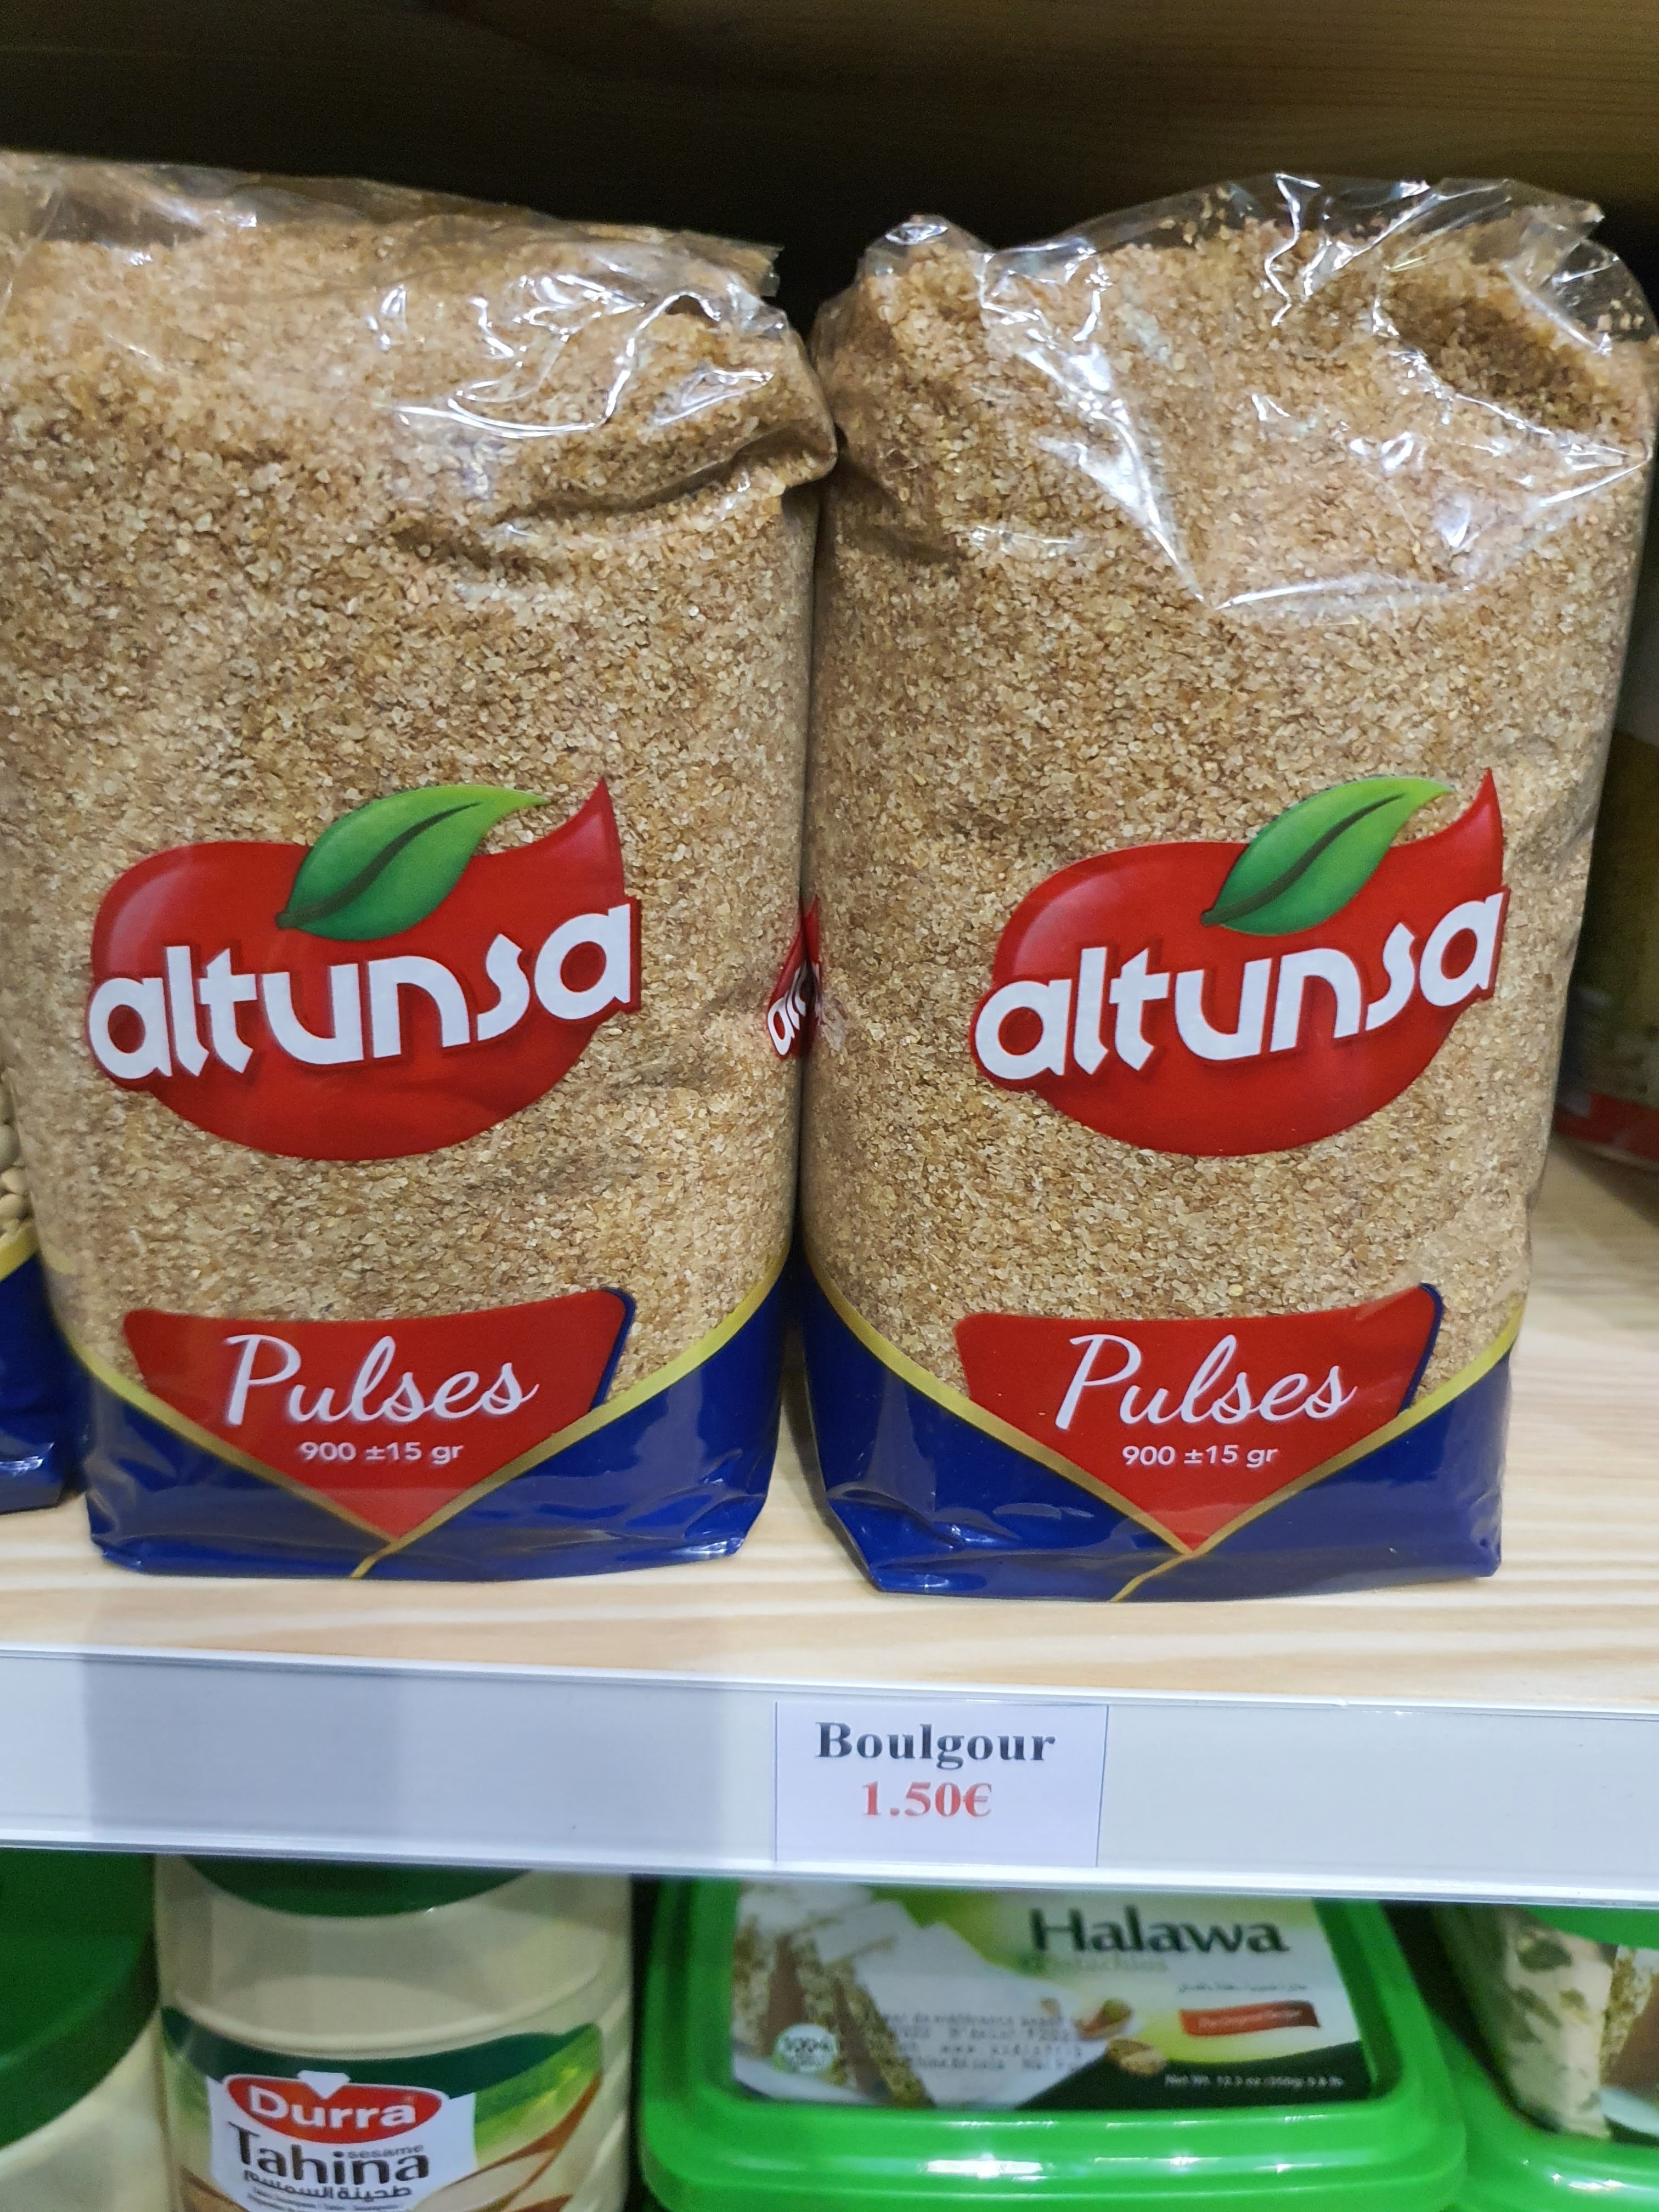 altunsa
Pulses
900 ±15 gr
altunsa
Pulses
900 ±15 gr
Boulgour
1.50€
Durra
Tahina
sesame
طحينة السمسم
Halawa
Pistachios